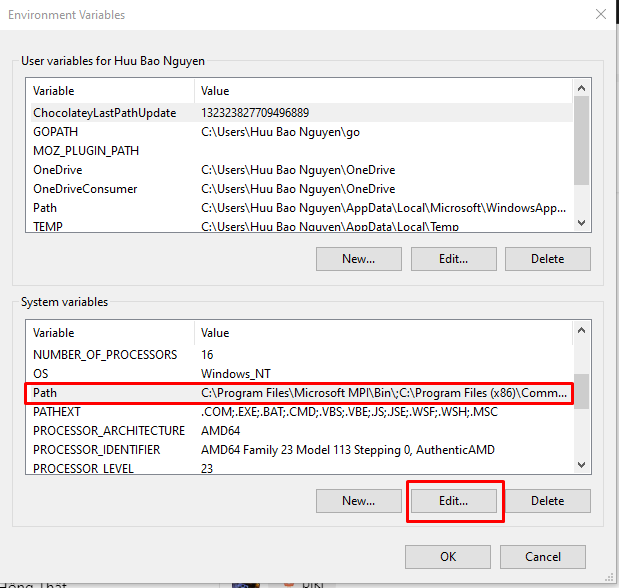 Environment Variables
User variables for Huu Bao Nguyen
Variable Value
ChocolateyLastPathUpdate 132323827709496889
GOPATH C:\Users\Huu Bao Nguyen\go
MOZ_PLUGIN_PATH
OneDrive C:\Users\Huu Bao Nguyen\OneDrive
OneDriveConsumer C:\Users\Huu Bao Nguyen\OneDrive
Path C:\Users\Huu Bao Nguyen\AppData\Local\Microsoft\WindowsApp...
TEMP C:\Users\Huu Bao Nguyen\AppData\Local\Temp
New... Edit... Delete
System variables
Variable Value
NUMBER_OF_PROCESSORS 16
OS Windows_NT
Path C:\Program Files\Microsoft MPI\Bin\;C:\Program Files (x86)\Comm...
PATHEXT .COM;.EXE;.BAT;.CMD;.VBS;.VBE;.JS;.JSE;.WSF;.WSH;.MSC
PROCESSOR_ARCHITECTURE AMD64
PROCESSOR_IDENTIFIER AMD64 Family 23 Model 113 Stepping 0, AuthenticAMD
PROCESSOR_LEVEL 23
New... Edit... Delete
OK Cancel